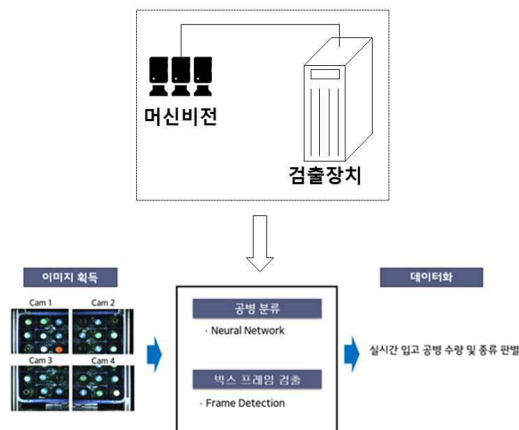 머신비전
검출장치
이미지 획득
Cam 1
Cam 2
Cam 3
Cam 4
공병 분류
· Neural Network
박스 프레임 검출
· Frame Detection
데이터화
실시간 입고 공병 수량 및 종류 판별